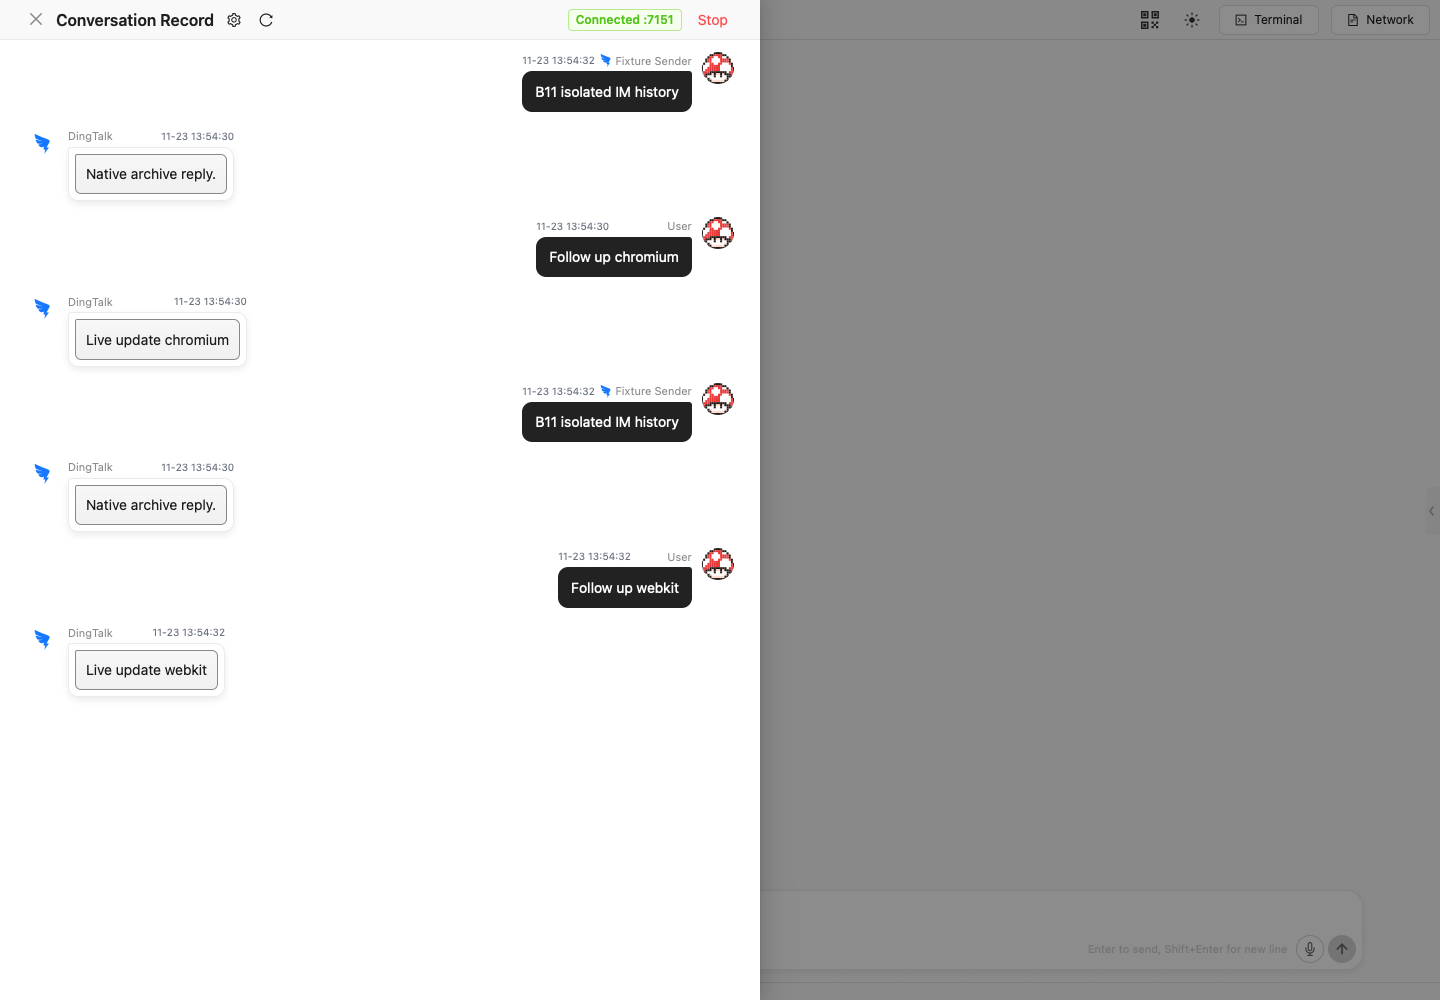 Conversation Record
Connected :7151
Stop
Terminal
Network
11-23 13:54:32 Fixture Sender
B11 isolated IM history
DingTalk 11-23 13:54:30
Native archive reply.
11-23 13:54:30 User
Follow up chromium
DingTalk 11-23 13:54:30
Live update chromium
11-23 13:54:32 Fixture Sender
B11 isolated IM history
DingTalk 11-23 13:54:30
Native archive reply.
11-23 13:54:32 User
Follow up webkit
DingTalk 11-23 13:54:32
Live update webkit
Enter to send, Shift+Enter for new line